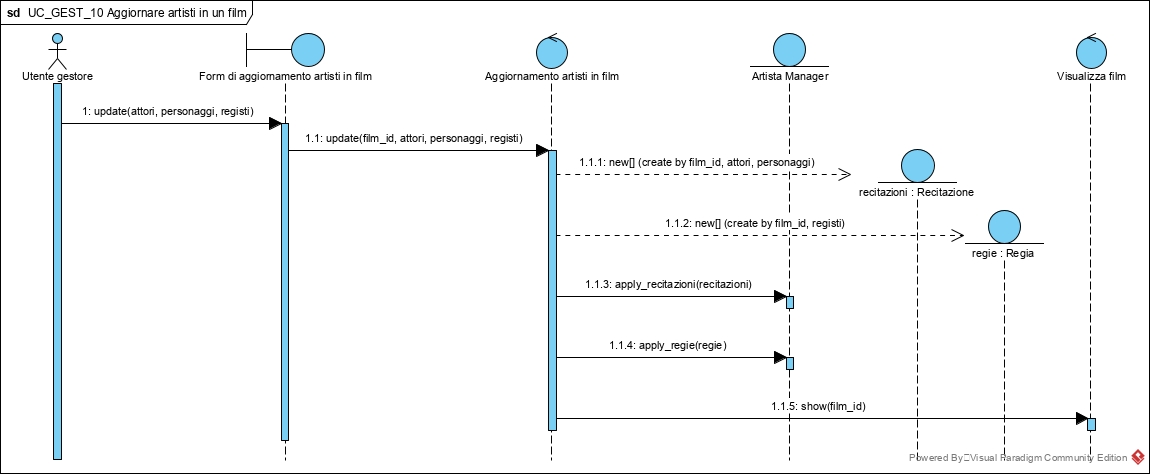 sd UC_GEST_10 Aggiornare artisti in un film
Utente gestore
Form di aggiornamento artisti in film
Aggiornamento artisti in film
Artista Manager
Visualizza film
1: update(attori, personaggi, registi)
1.1: update(film_id, attori, personaggi, registi)
1.1.1: new[] (create by film_id, attori, personaggi)
recitazioni : Recitazione
1.1.2: new[] (create by film_id, registi)
regie : Regia
1.1.3: apply_recitazioni(recitazioni)
1.1.4: apply_regie(regie)
1.1.5: show(film_id)
Powered By Visual Paradigm Community Edition